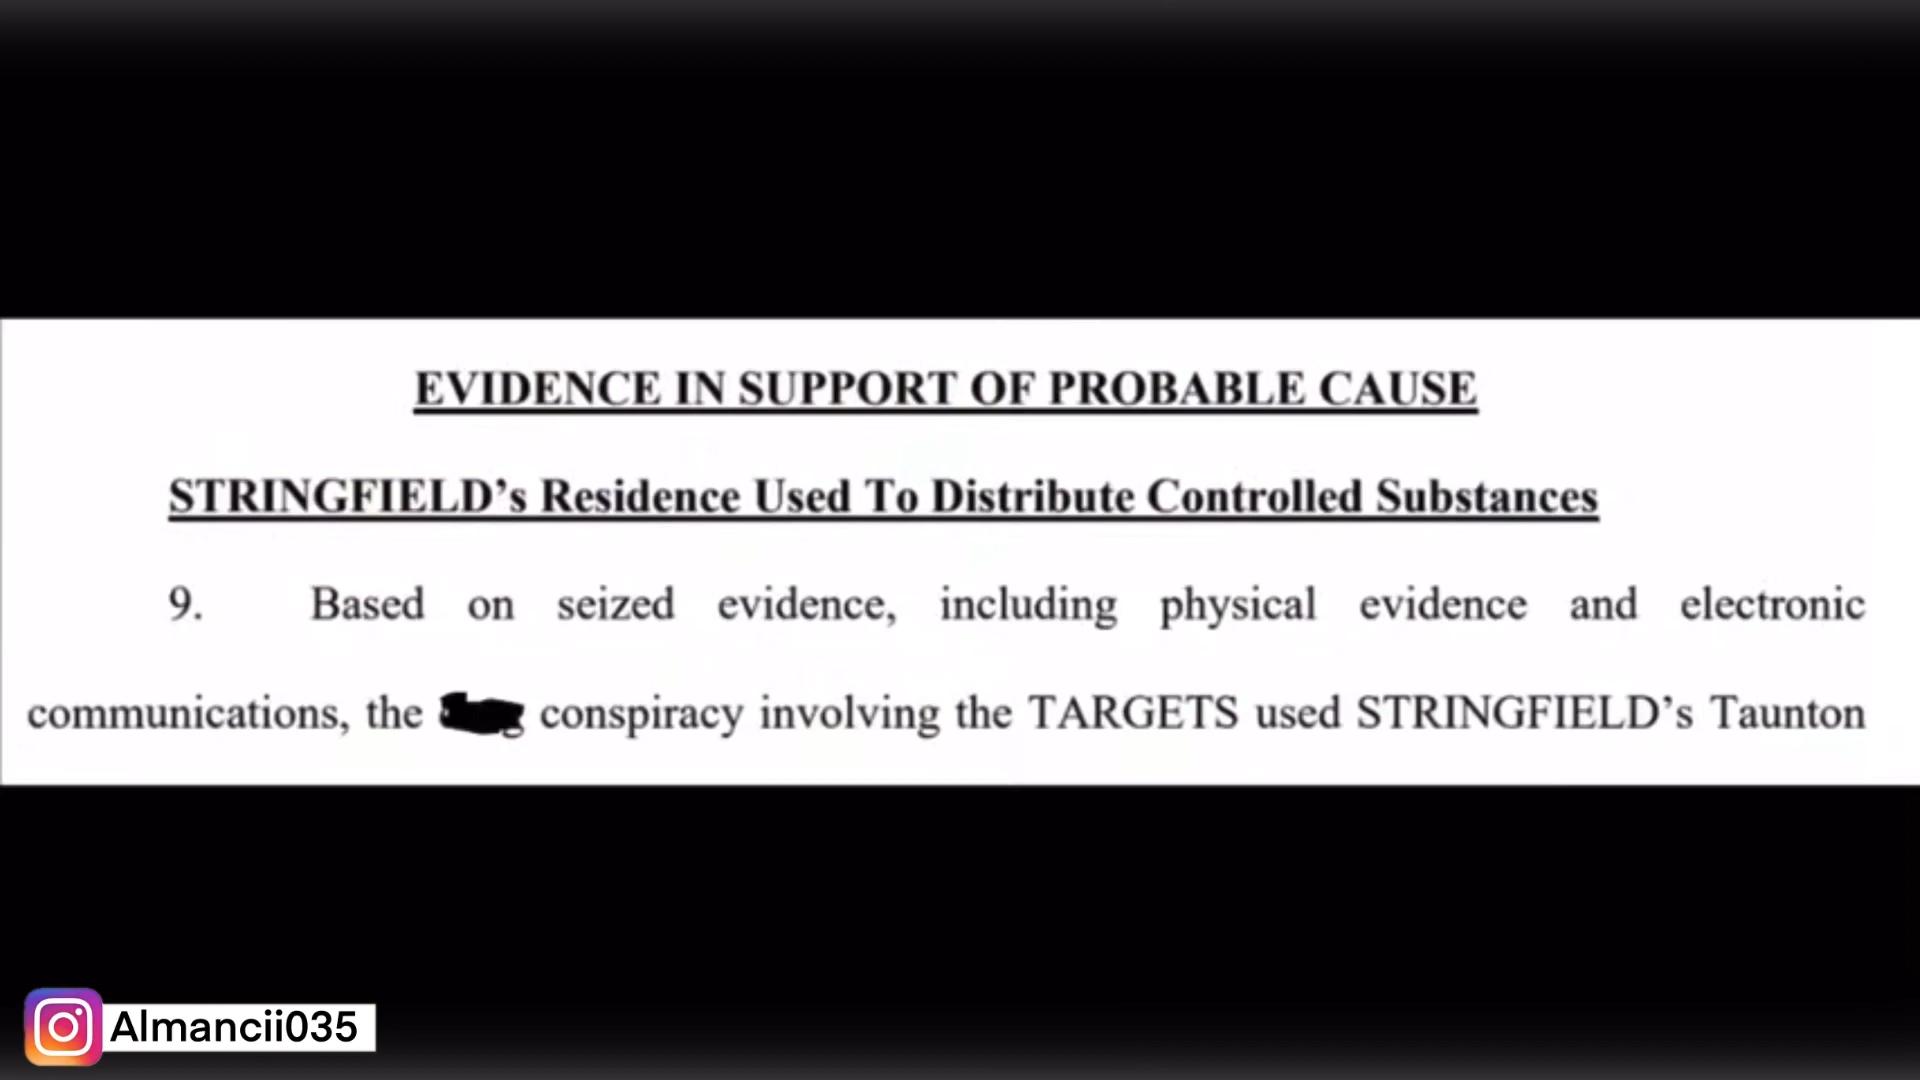 EVIDENCE IN SUPPORT OF PROBABLE CAUSE
STRINGFIELD's Residence Used To Distribute Controlled Substances
9. Based on seized evidence, including physical evidence and electronic
communications, the conspiracy involving the TARGETS used STRINGFIELD's Taunton
Almancii035